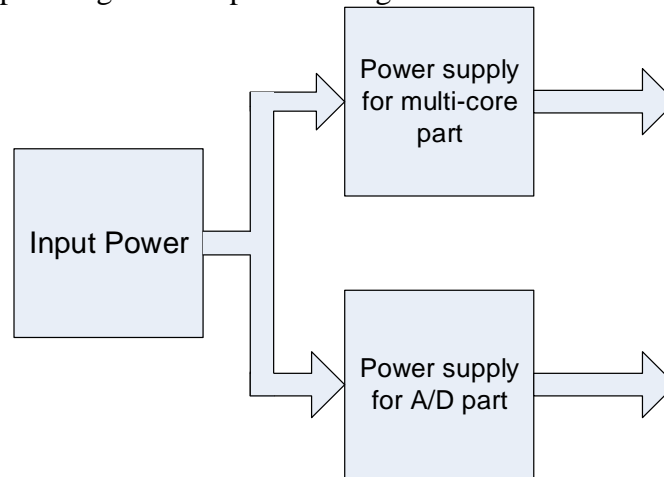 Power supply
for multi-core
part
Input Power
Power supply
for A/D part